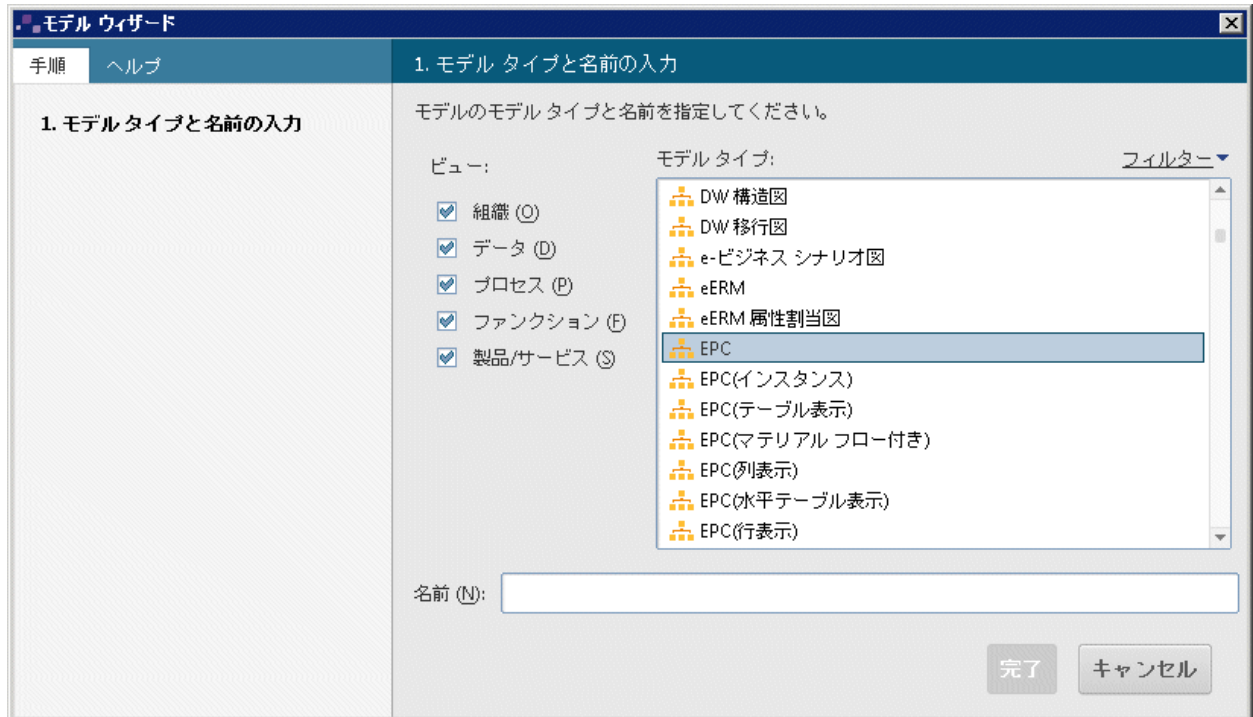 モデル ウィザード
手順 ヘルプ
1. モデル タイプと名前の入力
1. モデル タイプと名前の入力
モデルのモデル タイプと名前を指定してください。
ビュー:
組織 (O)
データ (D)
プロセス (P)
ファンクション (F)
製品/サービス (S)
モデル タイプ: フィルター
DW 構造図
DW 移行図
e-ビジネス シナリオ図
eERM
eERM 属性割当図
EPC
EPC(インスタンス)
EPC(テーブル表示)
EPC(マテリアル フロー付き)
EPC(列表示)
EPC(水平テーブル表示)
EPC(行表示)
名前 (N):
完了 キャンセル